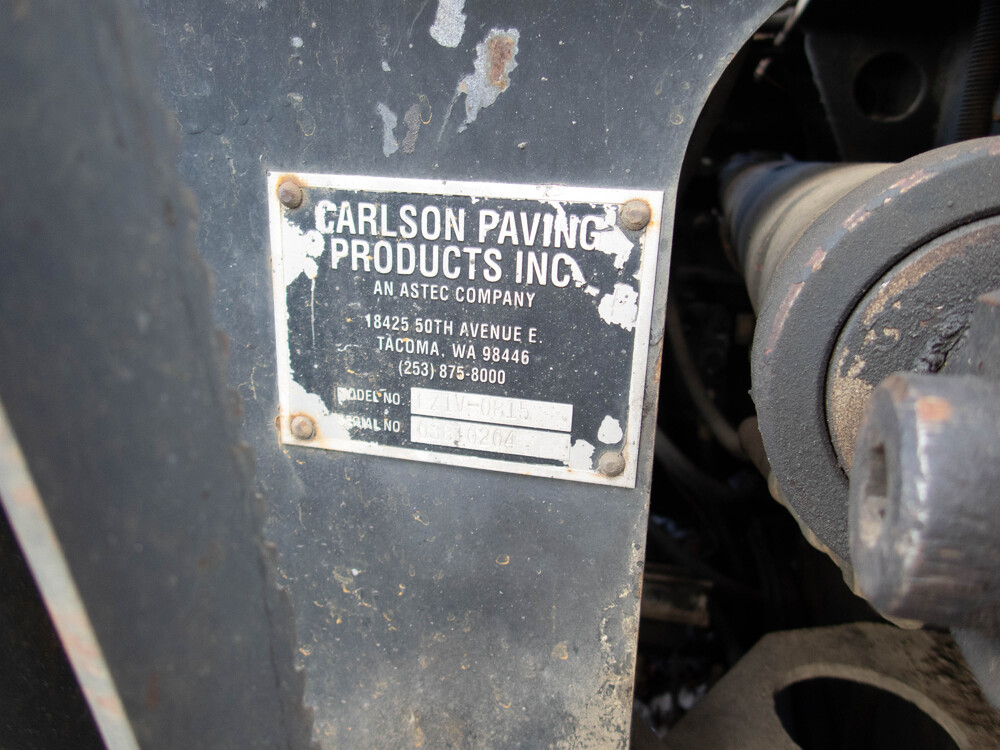 CARLSON PAVING
PRODUCTS INC.
AN ASTEC COMPANY
18425 50TH AVENUE E.
TACOMA, WA 98446
(253) 875-8000
MODEL NO.
SERIAL NO.